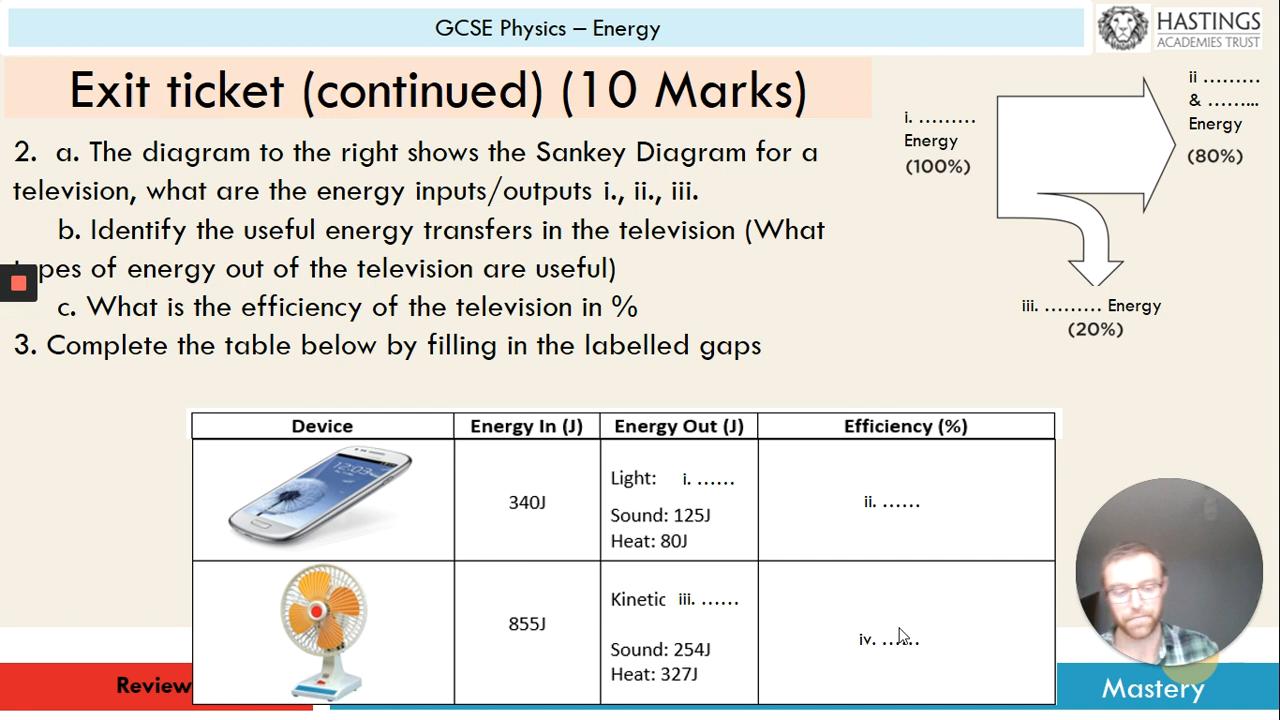 GCSE Physics – Energy
HASTINGS
ACADEMIES TRUST
Exit ticket (continued) (10 Marks)
i. .........
Energy
(100%)
ii .........
& .........
Energy
(80%)
iii. ......... Energy
(20%)
2. a. The diagram to the right shows the Sankey Diagram for a
television, what are the energy inputs/outputs i., ii., iii.
b. Identify the useful energy transfers in the television (What
of energy out of the television are useful)
c. What is the efficiency of the television in %
3. Complete the table below by filling in the labelled gaps
Device Energy In (J) Energy Out (J) Efficiency (%)
12:03
340J
Light: i. ......
Sound: 125J
Heat: 80J
ii. ......
855J
Kinetic iii. ......
Sound: 254J
Heat: 327J
iv. ......
Review
Mastery